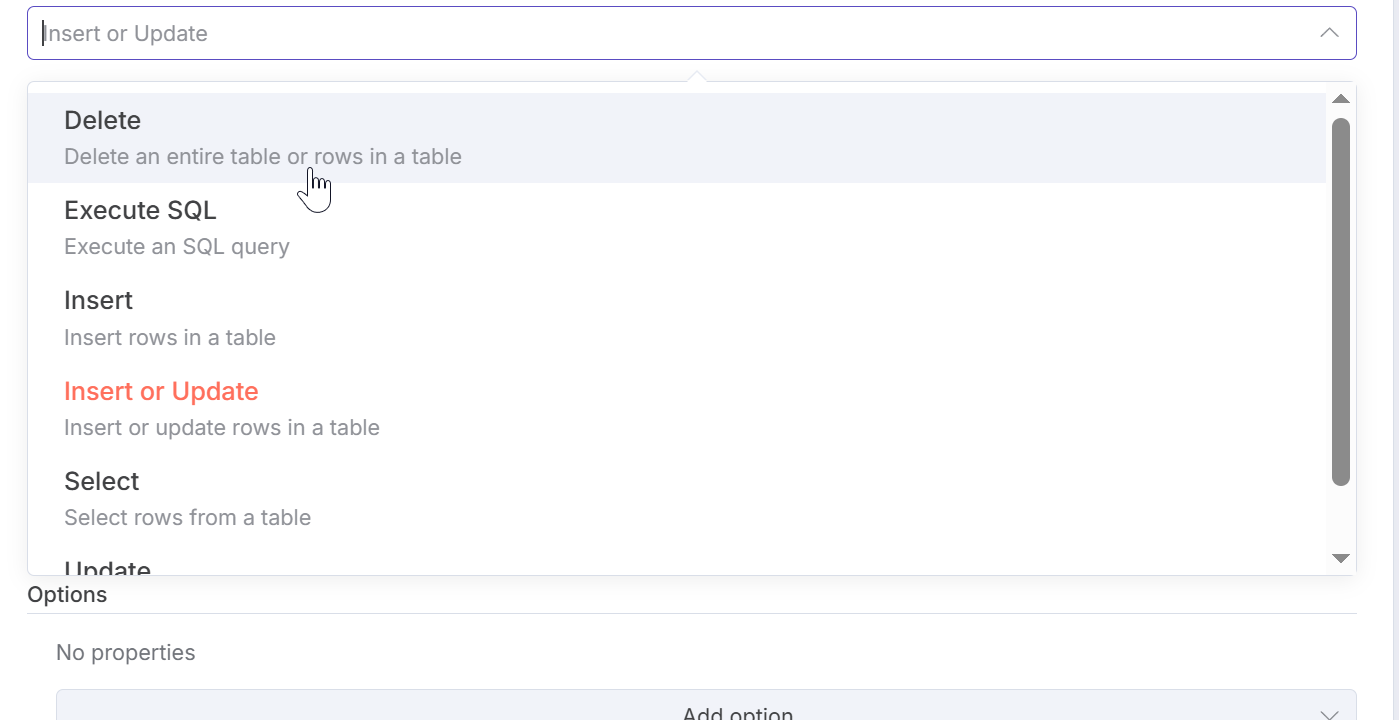 Insert or Update
Delete
Delete an entire table or rows in a table
Execute SQL
Execute an SQL query
Insert
Insert rows in a table
Insert or Update
Insert or update rows in a table
Select
Select rows from a table
Update
Options
No properties
Add option